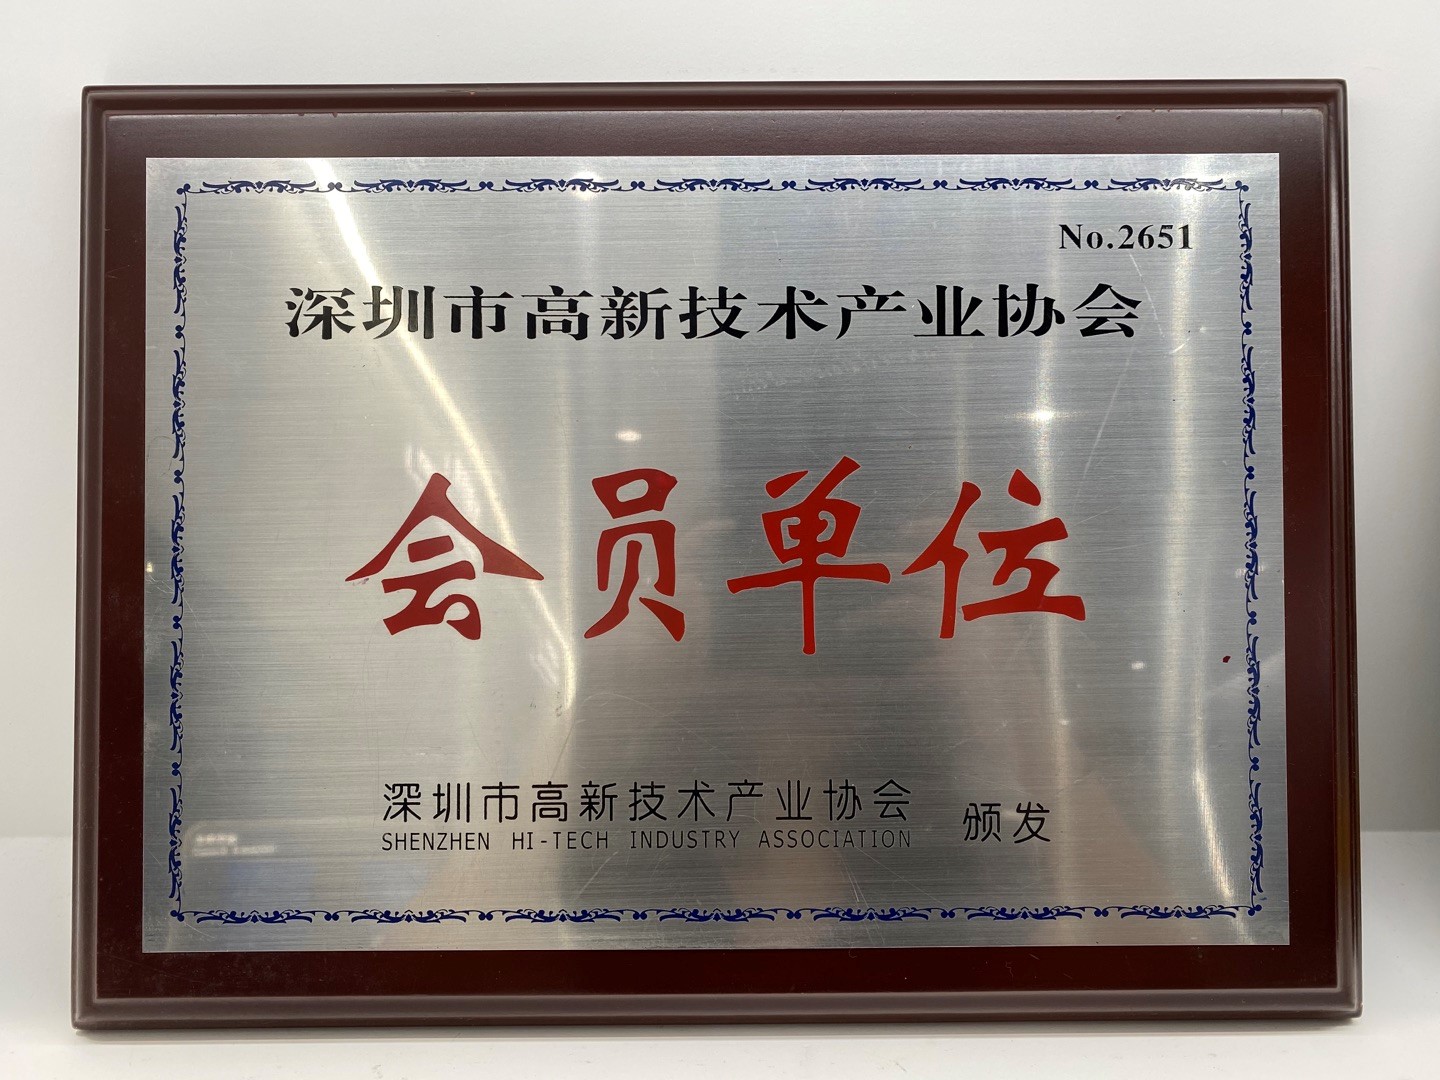 No.2651
深圳市高新技术产业协会
会员单位
深圳市高新技术产业协会 颁发
SHENZHEN HI-TECH INDUSTRY ASSOCIATION